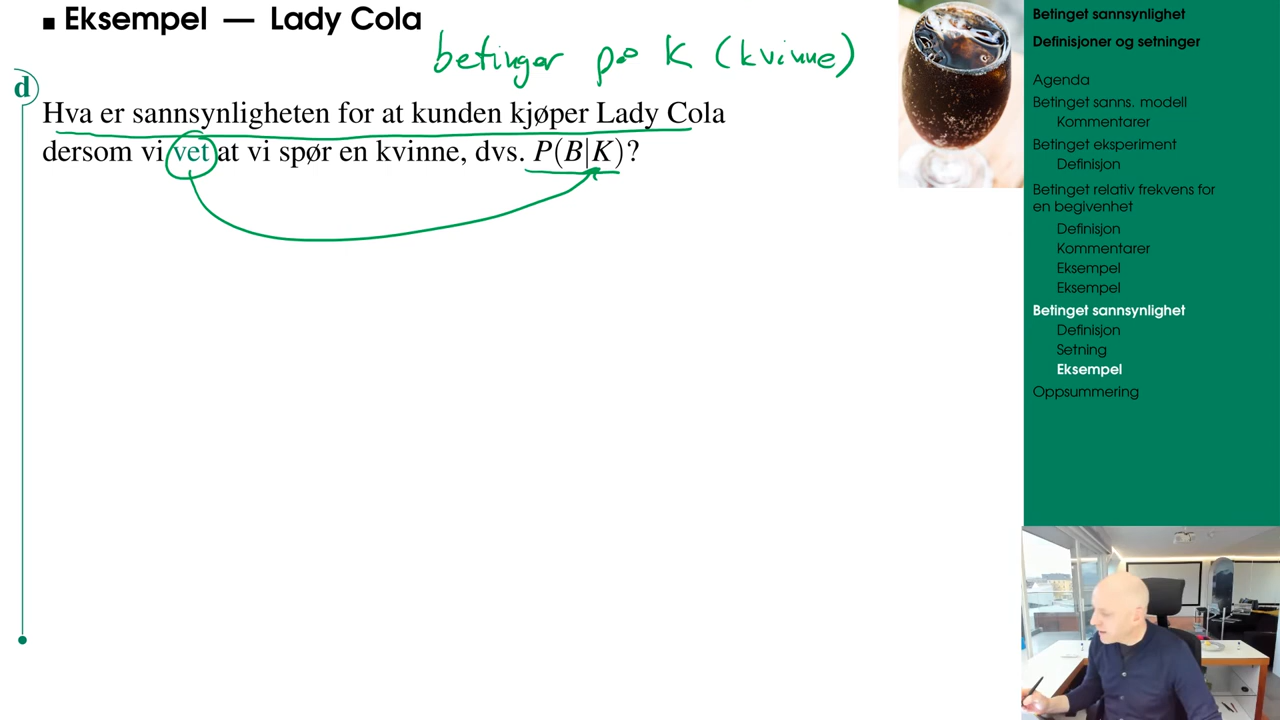 ▪ Eksempel — Lady Cola
betinger på K (kvinne)
d
Hva er sannsynligheten for at kunden kjøper Lady Cola
dersom vi vet at vi spør en kvinne, dvs. P(B|K)?
Betinget sannsynlighet
Definisjoner og setninger
Agenda
Betinget sanns. modell
Kommentarer
Betinget eksperiment
Definisjon
Betinget relativ frekvens for
en begivenhet
Definisjon
Kommentarer
Eksempel
Eksempel
Betinget sannsynlighet
Definisjon
Setning
Eksempel
Oppsummering